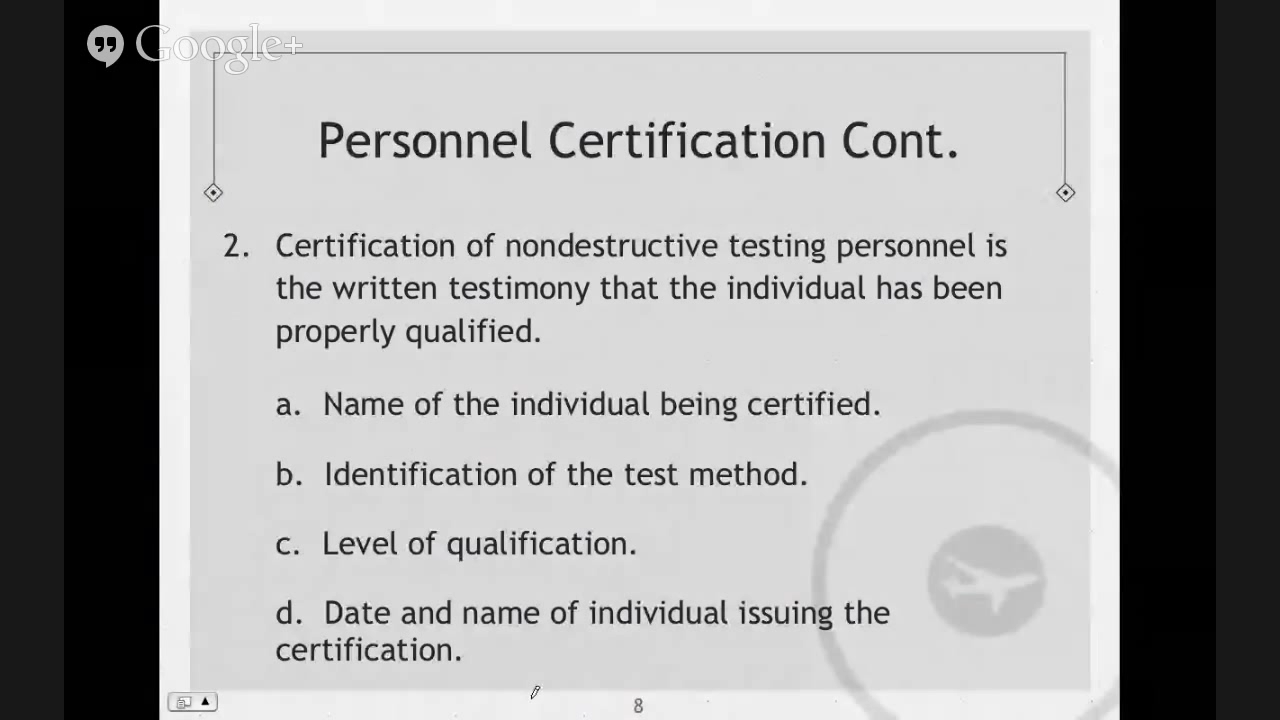 Google+
Personnel Certification Cont.
2. Certification of nondestructive testing personnel is
the written testimony that the individual has been
properly qualified.
a. Name of the individual being certified.
b. Identification of the test method.
c. Level of qualification.
d. Date and name of individual issuing the
certification.
8